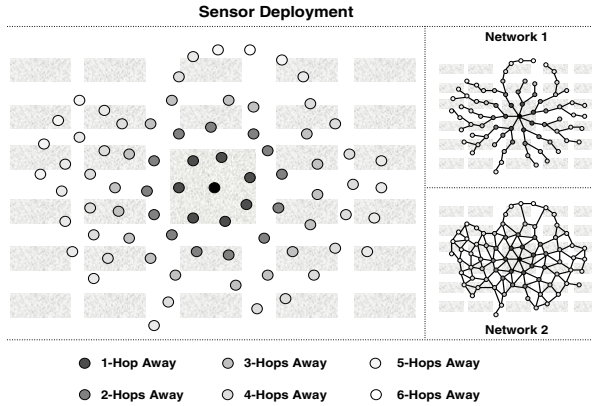 Sensor Deployment
Network 1
Network 2
1-Hop Away
3-Hops Away
5-Hops Away
2-Hops Away
4-Hops Away
6-Hops Away